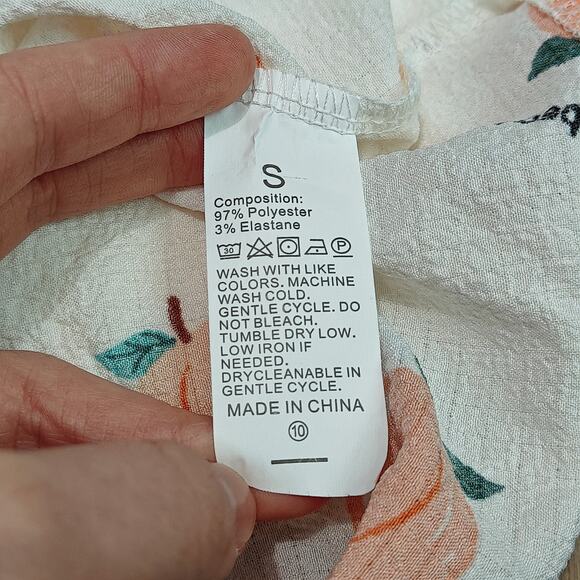 S
Composition:
97% Polyester
3% Elastane
30 P
WASH WITH LIKE
COLORS. MACHINE
WASH COLD.
GENTLE CYCLE. DO
NOT BLEACH.
TUMBLE DRY LOW.
LOW IRON IF
NEEDED.
DRYCLEANABLE IN
GENTLE CYCLE.
MADE IN CHINA
10